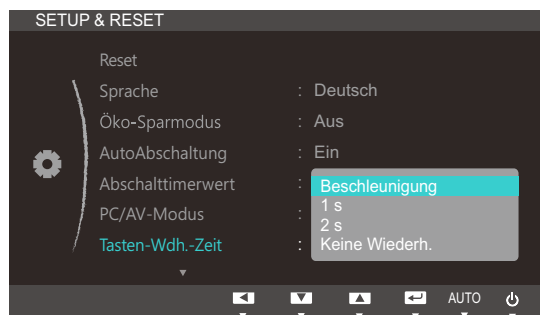 SETUP & RESET
Reset
Sprache : Deutsch
Öko-Sparmodus : Aus
AutoAbschaltung : Ein
Abschalttimerwert :
PC/AV-Modus :
Tasten-Wdh.-Zeit :
Beschleunigung
1 s
2 s
Keine Wiederh.
AUTO